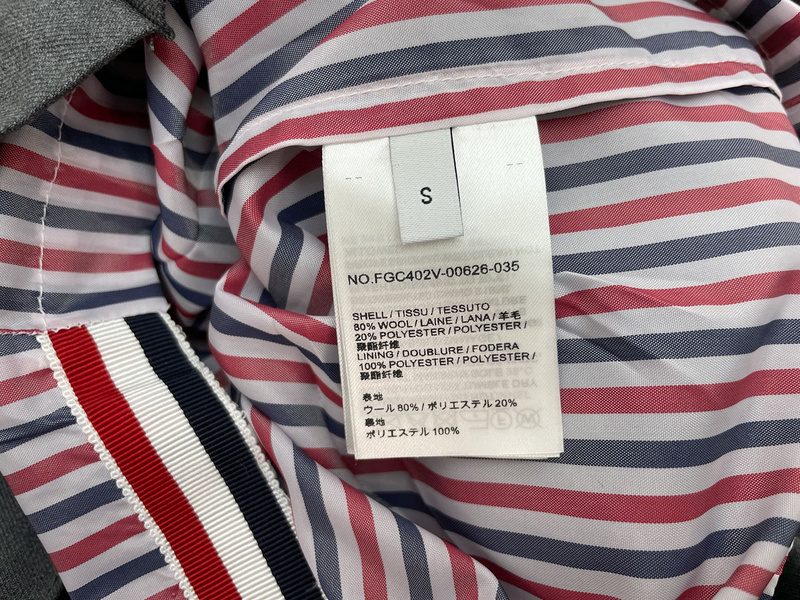 S
NO.FGC402V-00626-035
SHELL / TISSU / TESSUTO
80% WOOL / LAINE / LANA / 羊毛
20% POLYESTER / POLYESTER /
聚酯纤维
LINING / DOUBLURE / FODERA
100% POLYESTER / POLYESTER /
聚酯纤维
表地
ウール 80% / ポリエステル 20%
裏地
ポリエステル 100%